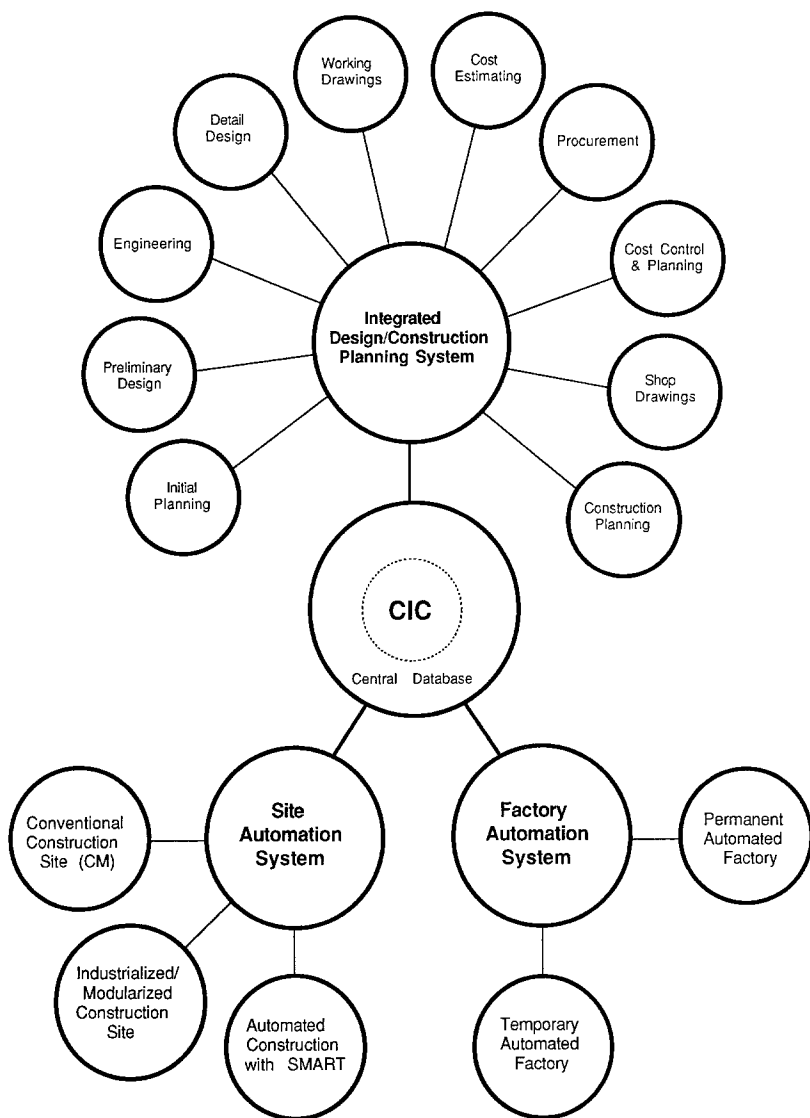 Working
Drawings
Cost
Estimating
Detail
Design
Procurement
Engineering
Cost Control
& Planning
Integrated
Design/Construction
Planning System
Preliminary
Design
Shop
Drawings
Initial
Planning
Construction
Planning
CIC
Central Database
Conventional
Construction
Site (CM)
Site
Automation
System
Factory
Automation
System
Permanent
Automated
Factory
Industrialized/
Modularized
Construction
Site
Automated
Construction
with SMART
Temporary
Automated
Factory